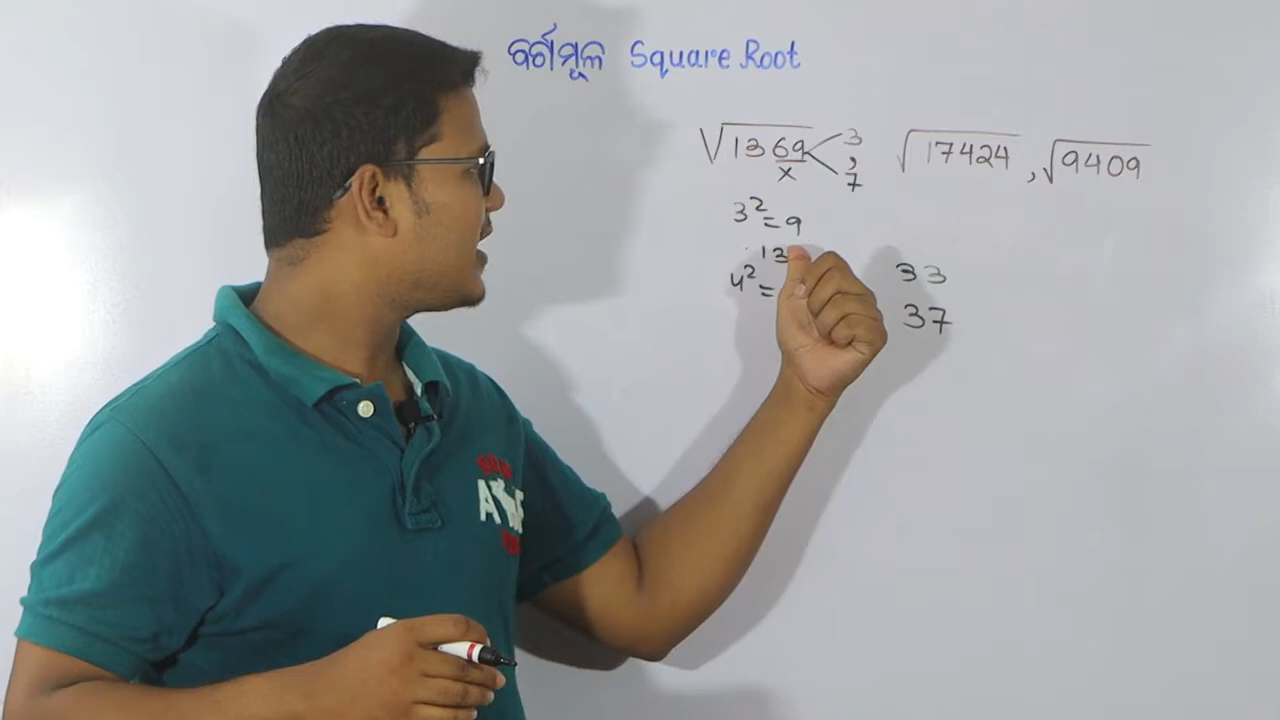 ବର୍ଗମୂଳ Square Root
√1369 < 3 , 7 √17424 , √9409
x
3²=9
13
4²=
33
37
A